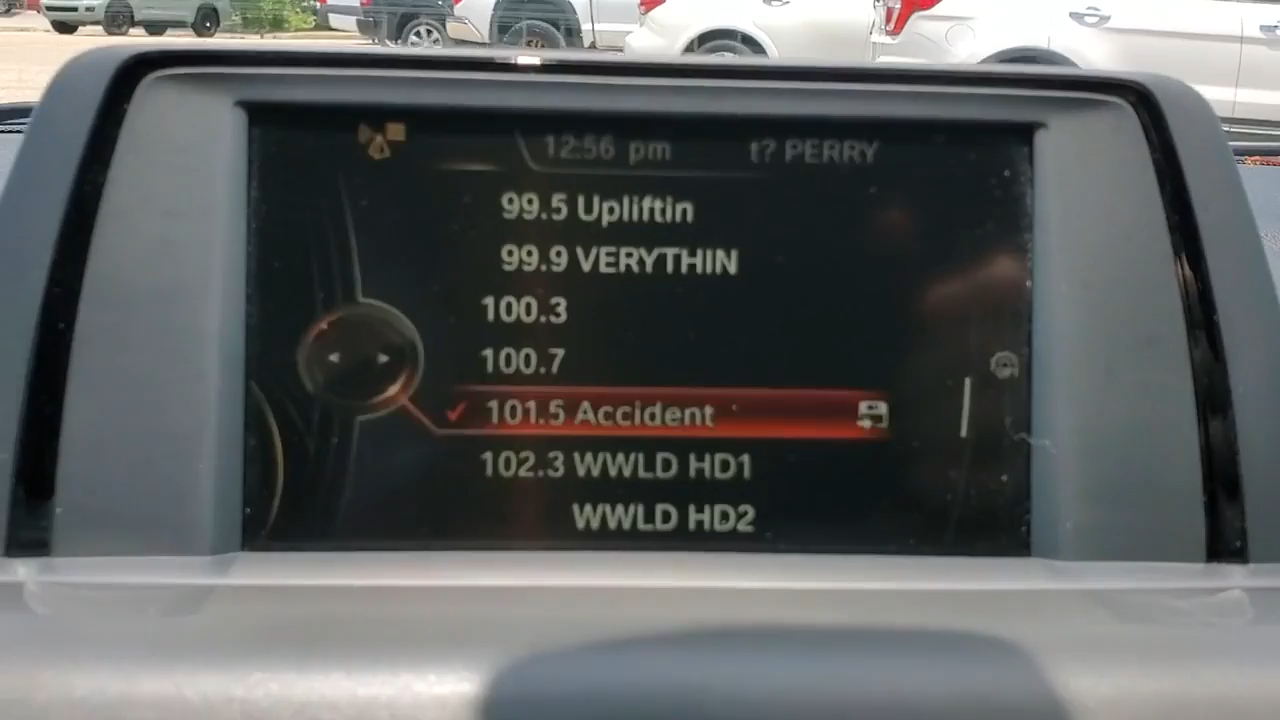 12:56 pm t? PERRY
99.5 Upliftin
99.9 VERYTHIN
100.3
100.7
101.5 Accident
102.3 WWLD HD1
WWLD HD2